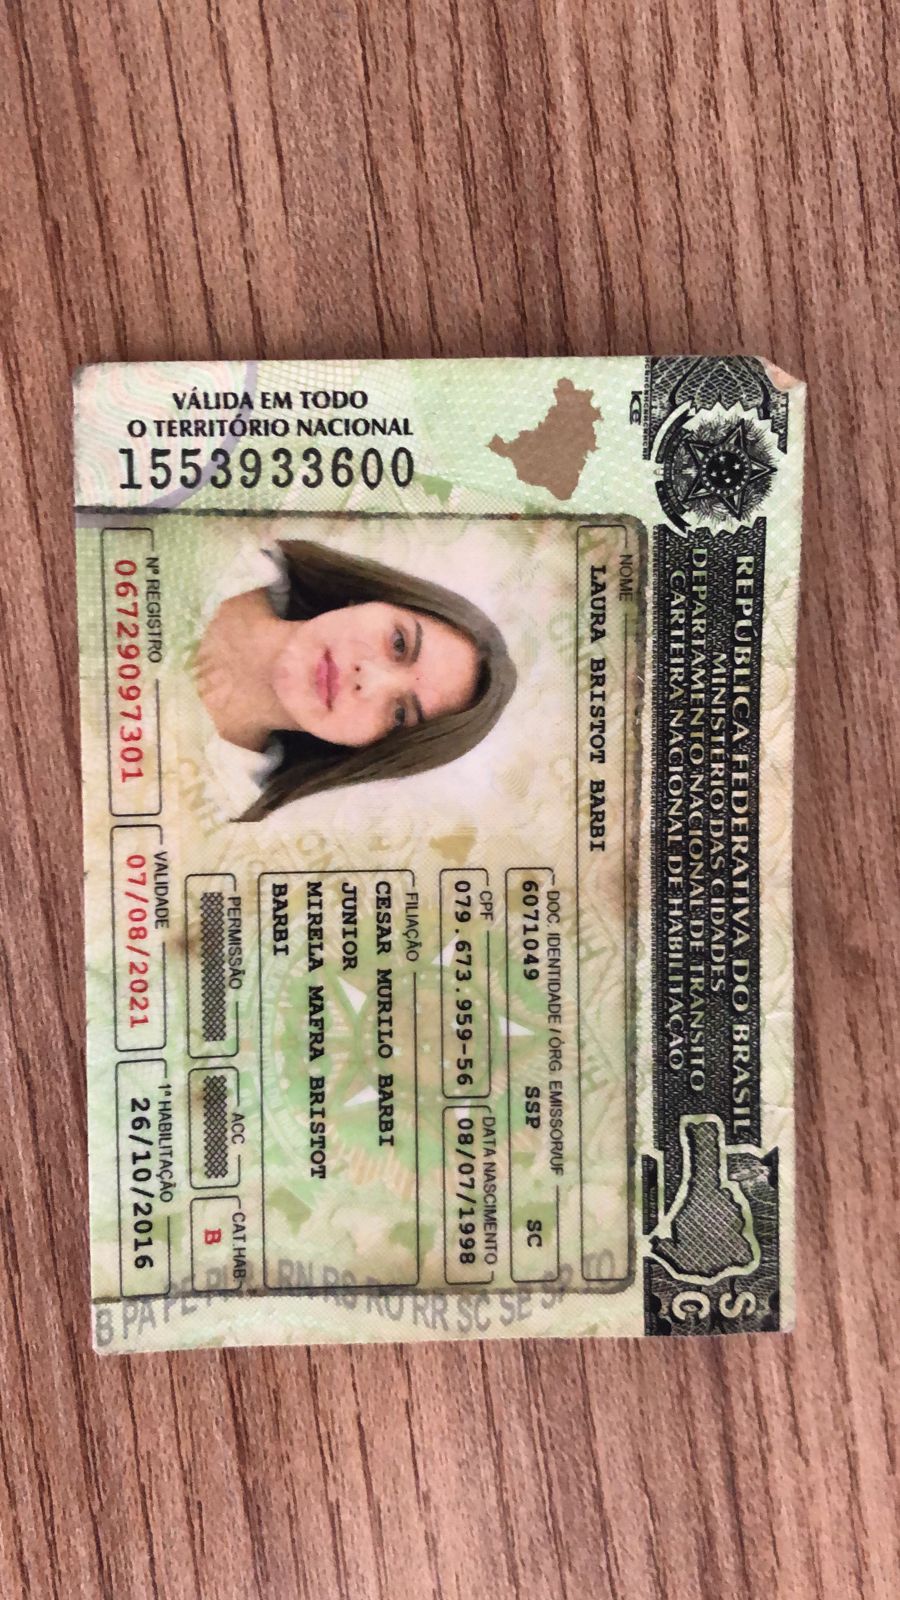 REPÚBLICA FEDERATIVA DO BRASIL
MINISTÉRIO DAS CIDADES
DEPARTAMENTO NACIONAL DE TRÂNSITO
CARTEIRA NACIONAL DE HABILITAÇÃO
SC
NOME
LAURA BRISTOT BARBI
DOC. IDENTIDADE / ÓRG. EMISSOR/UF
6071049 SSP SC
CPF
079.673.959-56
DATA NASCIMENTO
08/07/1998
FILIAÇÃO
CESAR MURILO BARBI
JUNIOR
MIRELA MAFRA BRISTOT
BARBI
PERMISSÃO
ACC
CAT.HAB
B
Nº REGISTRO
06729097301
VALIDADE
07/08/2021
1ª HABILITAÇÃO
26/10/2016
VÁLIDA EM TODO
O TERRITÓRIO NACIONAL
1553933600
PA PE RN RS RO RR SC SE SP TO